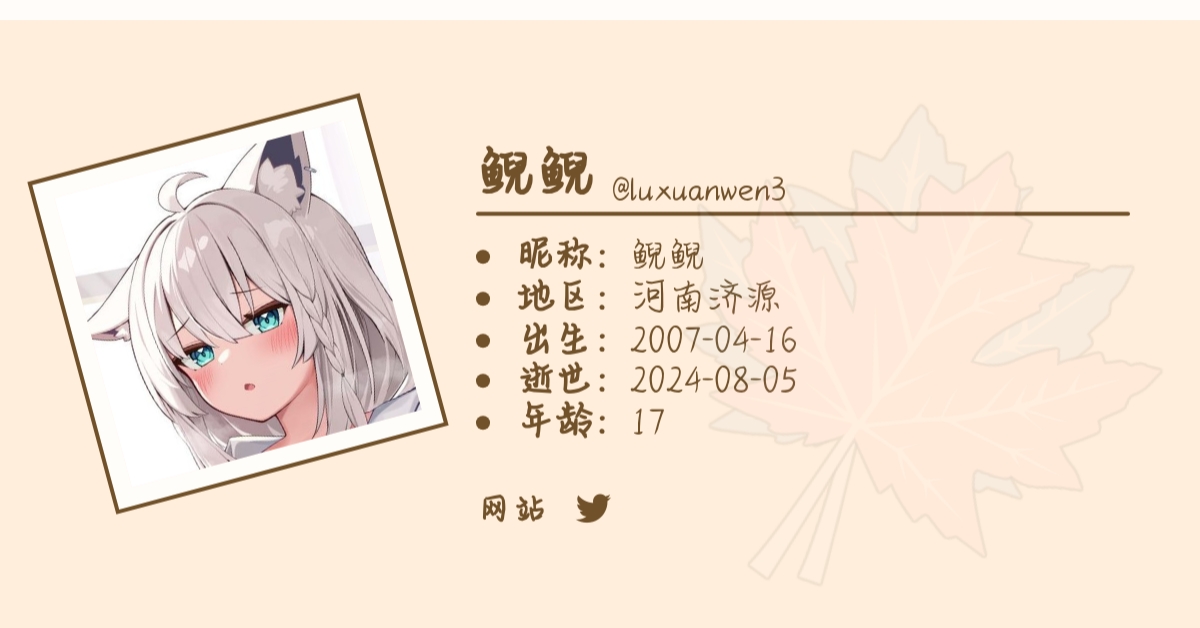 鲵鲵 @luxuanwen3
昵称： 鲵鲵
地区： 河南济源
出生： 2007-04-16
逝世： 2024-08-05
年龄： 17
网站